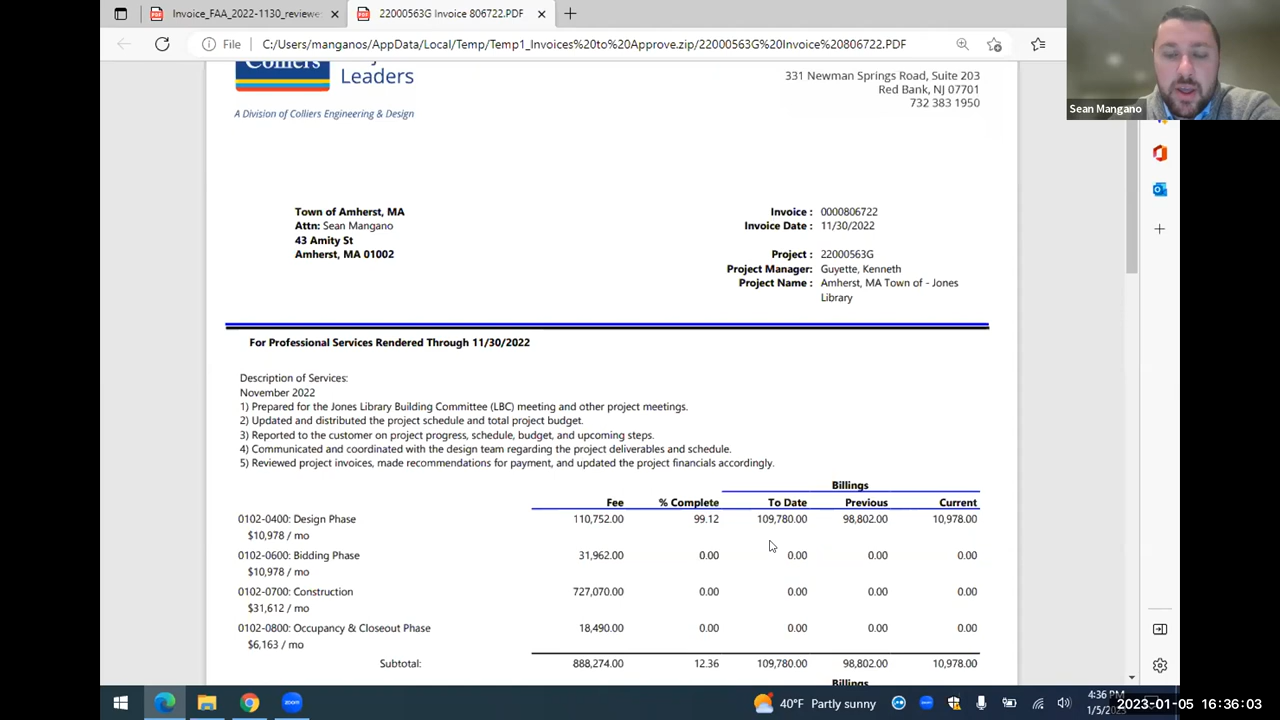 Invoice_FAA_2022-1130_reviewe
22000563G Invoice 806722.PDF
File
C:/Users/manganos/AppData/Local/Temp/Temp1_Invoices%20to%20Approve.zip/22000563G%20Invoice%20806722.PDF
Sean Mangano
Colliers
Leaders
A Division of Colliers Engineering & Design
331 Newman Springs Road, Suite 203
Red Bank, NJ 07701
732 383 1950
Town of Amherst, MA
Attn: Sean Mangano
43 Amity St
Amherst, MA 01002
Invoice : 0000806722
Invoice Date : 11/30/2022
Project : 22000563G
Project Manager: Guyette, Kenneth
Project Name : Amherst, MA Town of - Jones
Library
For Professional Services Rendered Through 11/30/2022
Description of Services:
November 2022
1) Prepared for the Jones Library Building Committee (LBC) meeting and other project meetings.
2) Updated and distributed the project schedule and total project budget.
3) Reported to the customer on project progress, schedule, budget, and upcoming steps.
4) Communicated and coordinated with the design team regarding the project deliverables and schedule.
5) Reviewed project invoices, made recommendations for payment, and updated the project financials accordingly.
Billings
Fee % Complete To Date Previous Current
0102-0400: Design Phase 110,752.00 99.12 109,780.00 98,802.00 10,978.00
$10,978 / mo
0102-0600: Bidding Phase 31,962.00 0.00 0.00 0.00 0.00
$10,978 / mo
0102-0700: Construction 727,070.00 0.00 0.00 0.00 0.00
$31,612 / mo
0102-0800: Occupancy & Closeout Phase 18,490.00 0.00 0.00 0.00 0.00
$6,163 / mo
Subtotal: 888,274.00 12.36 109,780.00 98,802.00 10,978.00
Billings
zoom
zoom
40°F Partly sunny
4:36 PM
2023-01-05 16:36:03